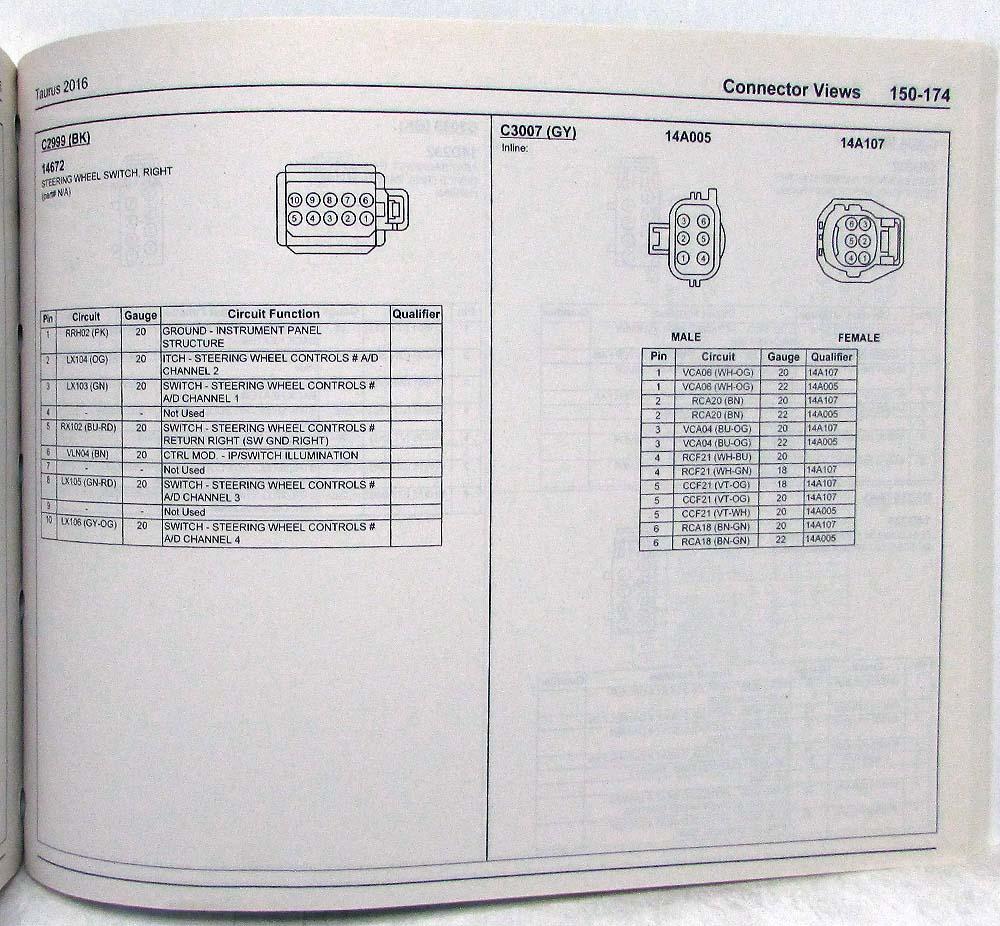 Taurus 2016
Connector Views 150-174
C2999 (BK)
14672
STEERING WHEEL SWITCH, RIGHT
(part# N/A)
10 9 8 7 6
5 4 3 2 1
Pin Circuit Gauge Circuit Function Qualifier
1 RRH02 (PK) 20 GROUND - INSTRUMENT PANEL
STRUCTURE
2 LX104 (OG) 20 ITCH - STEERING WHEEL CONTROLS # A/D
CHANNEL 2
3 LX103 (GN) 20 SWITCH - STEERING WHEEL CONTROLS #
A/D CHANNEL 1
4 - - Not Used
5 RX102 (BU-RD) 20 SWITCH - STEERING WHEEL CONTROLS #
RETURN RIGHT (SW GND RIGHT)
6 VLN04 (BN) 20 CTRL MOD. - IP/SWITCH ILLUMINATION
7 - - Not Used
8 LX105 (GN-RD) 20 SWITCH - STEERING WHEEL CONTROLS #
A/D CHANNEL 3
9 - - Not Used
10 LX106 (GY-OG) 20 SWITCH - STEERING WHEEL CONTROLS #
A/D CHANNEL 4
C3007 (GY) 14A005 14A107
Inline:
3 6
2 5
1 4
6 3
5 2
4 1
MALE FEMALE
Pin Circuit Gauge Qualifier
1 VCA06 (WH-OG) 20 14A107
1 VCA06 (WH-OG) 22 14A005
2 RCA20 (BN) 20 14A107
2 RCA20 (BN) 22 14A005
3 VCA04 (BU-OG) 20 14A107
3 VCA04 (BU-OG) 22 14A005
4 RCF21 (WH-BU) 20
4 RCF21 (WH-GN) 18 14A107
5 CCF21 (VT-OG) 18 14A107
5 CCF21 (VT-OG) 20 14A107
5 CCF21 (VT-WH) 20 14A005
6 RCA18 (BN-GN) 20 14A107
6 RCA18 (BN-GN) 22 14A005